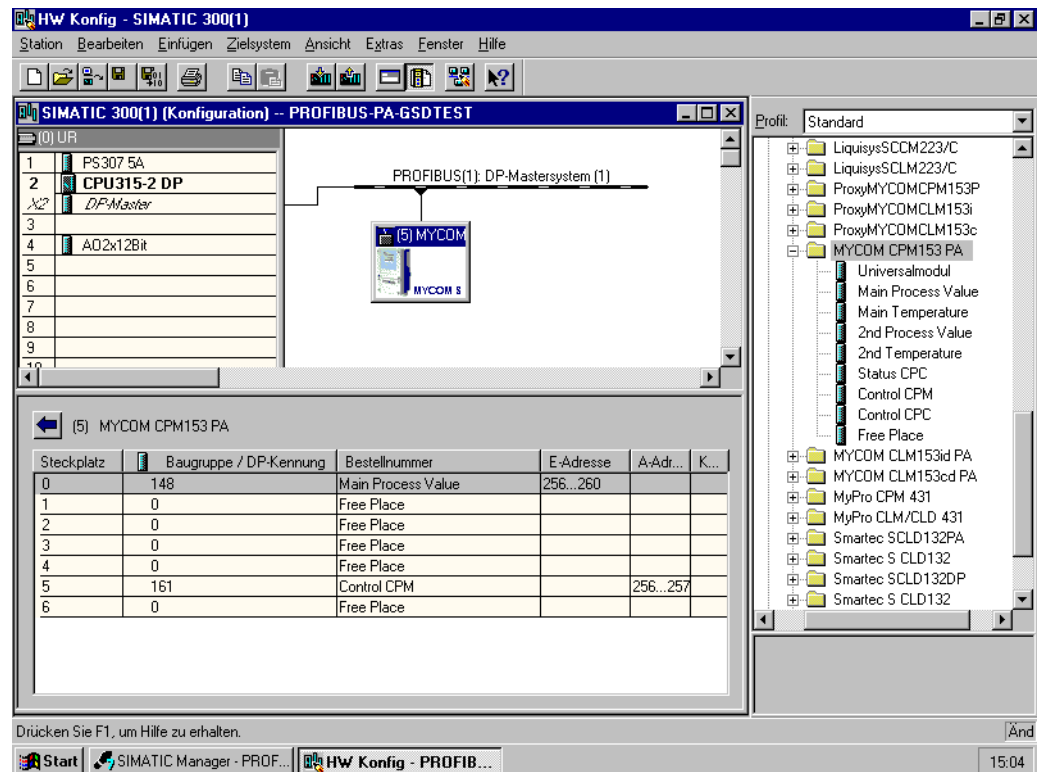 HW Konfig - SIMATIC 300(1)
Station Bearbeiten Einfügen Zielsystem Ansicht Extras Fenster Hilfe
SIMATIC 300(1) (Konfiguration) -- PROFIBUS-PA-GSDTEST
(0) UR
1 PS307 5A
2 CPU315-2 DP
X2 DP-Master
3
4 AO2x12Bit
5
6
7
8
9
10
PROFIBUS(1): DP-Mastersystem (1)
(5) MYCOM
MYCOM S
Profil: Standard
LiquisysSCCM223/C
LiquisysSCLM223/C
ProxyMYCOMCPM153P
ProxyMYCOMCLM153i
ProxyMYCOMCLM153c
MYCOM CPM153 PA
Universalmodul
Main Process Value
Main Temperature
2nd Process Value
2nd Temperature
Status CPC
Control CPM
Control CPC
Free Place
MYCOM CLM153id PA
MYCOM CLM153cd PA
MyPro CPM 431
MyPro CLM/CLD 431
Smartec SCLD132PA
Smartec S CLD132
Smartec SCLD132DP
Smartec S CLD132
(5) MYCOM CPM153 PA
Steckplatz Baugruppe / DP-Kennung Bestellnummer E-Adresse A-Adr... K...
0 148 Main Process Value 256...260
1 0 Free Place
2 0 Free Place
3 0 Free Place
4 0 Free Place
5 161 Control CPM 256...257
6 0 Free Place
Drücken Sie F1, um Hilfe zu erhalten.
Änd
Start SIMATIC Manager - PROF... HW Konfig - PROFIB... 15:04